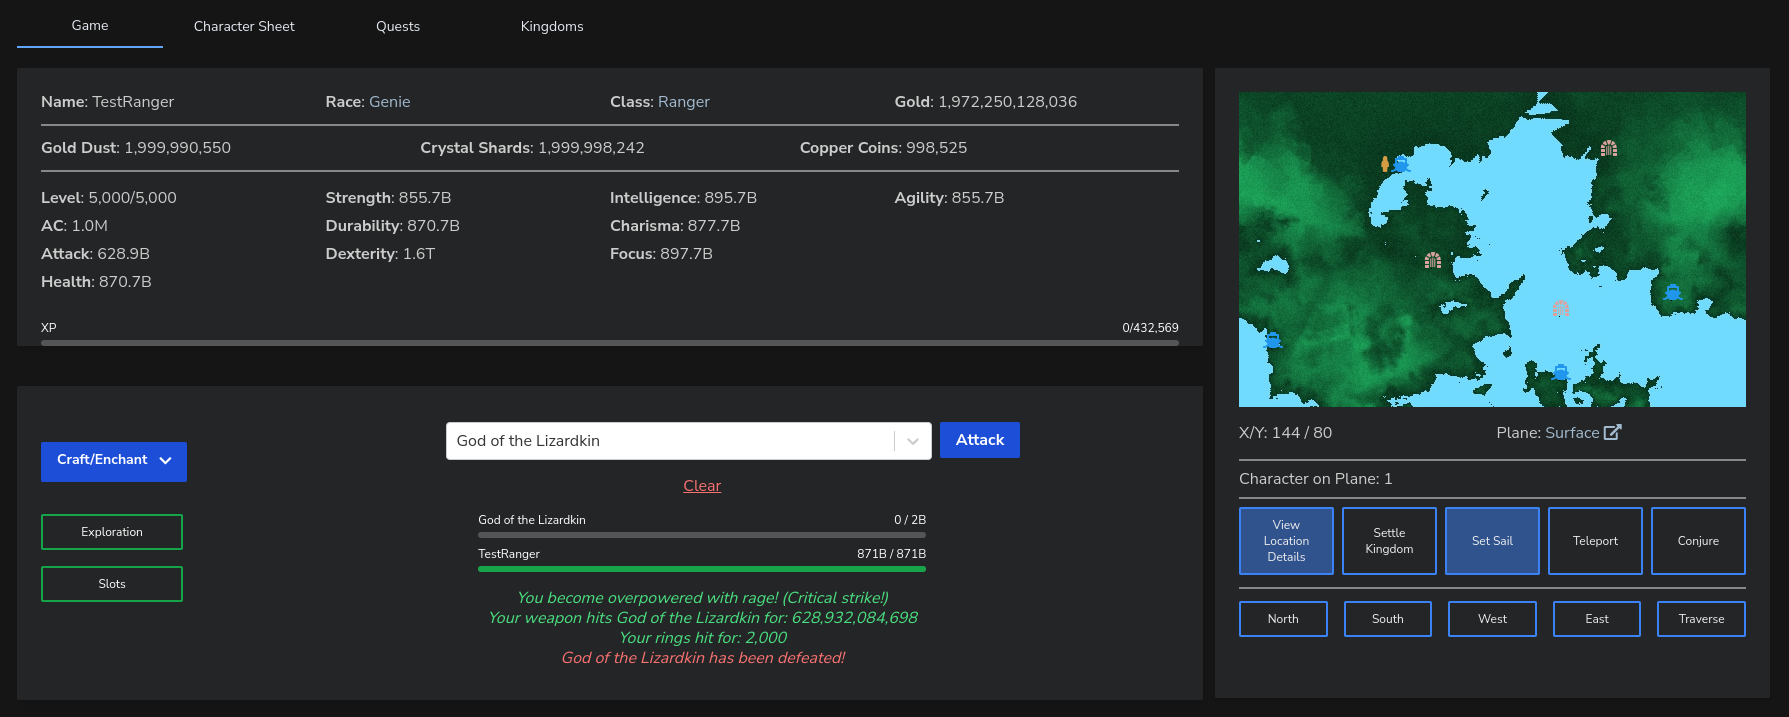 Game Character Sheet Quests Kingdoms
Name: TestRanger Race: Genie Class: Ranger Gold: 1,972,250,128,036
Gold Dust: 1,999,990,550 Crystal Shards: 1,999,998,242 Copper Coins: 998,525
Level: 5,000/5,000 Strength: 855.7B Intelligence: 895.7B Agility: 855.7B
AC: 1.0M Durability: 870.7B Charisma: 877.7B
Attack: 628.9B Dexterity: 1.6T Focus: 897.7B
Health: 870.7B
XP 0/432,569
Craft/Enchant
Exploration
Slots
God of the Lizardkin Attack
Clear
God of the Lizardkin 0 / 2B
TestRanger 871B / 871B
You become overpowered with rage! (Critical strike!)
Your weapon hits God of the Lizardkin for: 628,932,084,698
Your rings hit for: 2,000
God of the Lizardkin has been defeated!
X/Y: 144 / 80 Plane: Surface
Character on Plane: 1
View
Location
Details
Settle
Kingdom
Set Sail
Teleport
Conjure
North South West East Traverse